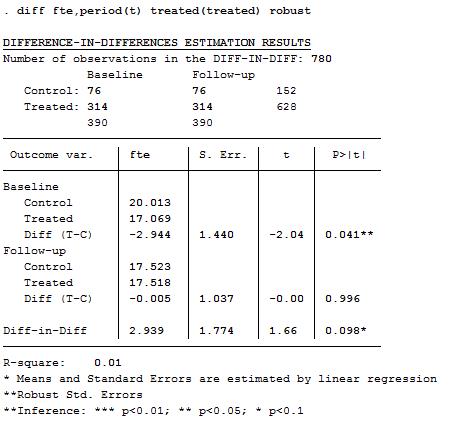 . diff fte,period(t) treated(treated) robust
DIFFERENCE-IN-DIFFERENCES ESTIMATION RESULTS
Number of observations in the DIFF-IN-DIFF: 780
Baseline Follow-up
Control: 76 76 152
Treated: 314 314 628
390 390
Outcome var. fte S. Err. t P>|t|
Baseline
Control 20.013
Treated 17.069
Diff (T-C) -2.944 1.440 -2.04 0.041**
Follow-up
Control 17.523
Treated 17.518
Diff (T-C) -0.005 1.037 -0.00 0.996
Diff-in-Diff 2.939 1.774 1.66 0.098*
R-square: 0.01
* Means and Standard Errors are estimated by linear regression
**Robust Std. Errors
**Inference: *** p<0.01; ** p<0.05; * p<0.1